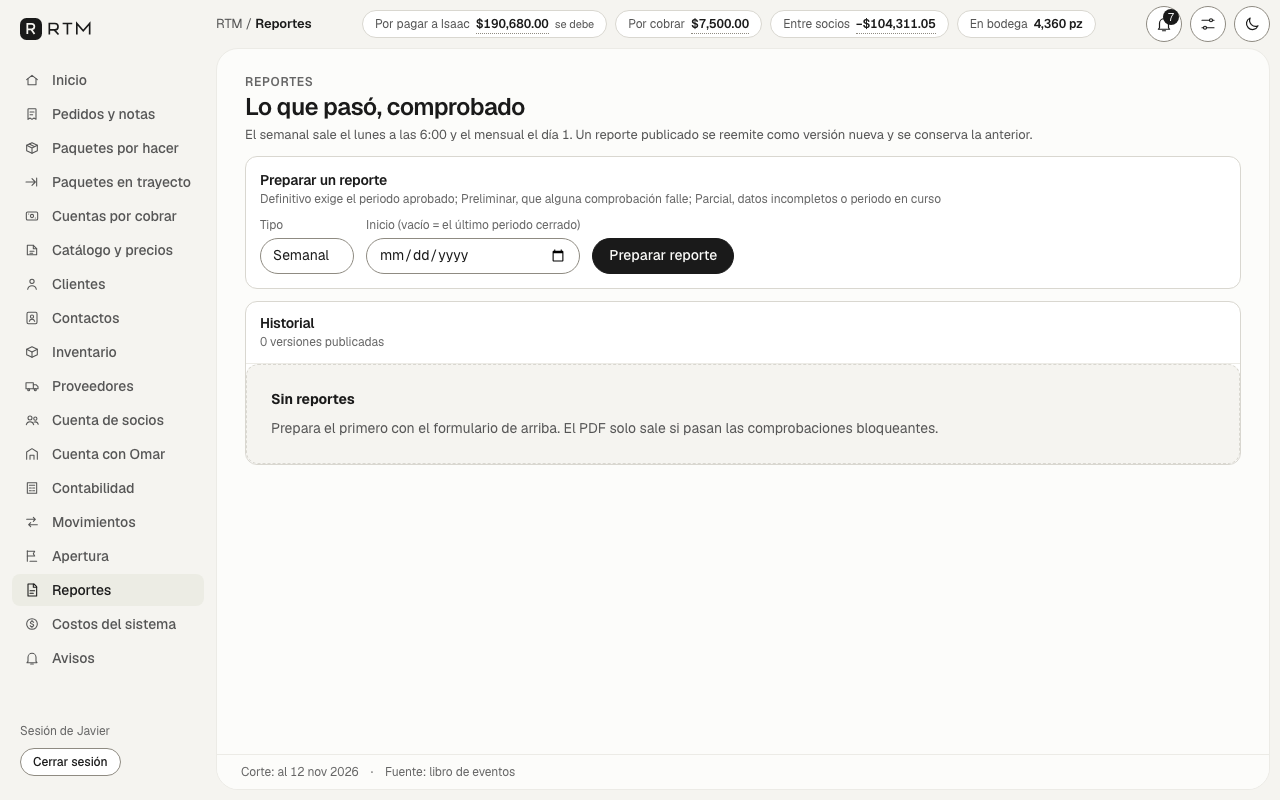 R RTM
RTM / Reportes
Por pagar a Isaac $190,680.00 se debe
Por cobrar $7,500.00
Entre socios −$104,311.05
En bodega 4,360 pz
7
Inicio
Pedidos y notas
Paquetes por hacer
Paquetes en trayecto
Cuentas por cobrar
Catálogo y precios
Clientes
Contactos
Inventario
Proveedores
Cuenta de socios
Cuenta con Omar
Contabilidad
Movimientos
Apertura
Reportes
Costos del sistema
Avisos
Sesión de Javier
Cerrar sesión
REPORTES
Lo que pasó, comprobado
El semanal sale el lunes a las 6:00 y el mensual el día 1. Un reporte publicado se reemite como versión nueva y se conserva la anterior.
Preparar un reporte
Definitivo exige el periodo aprobado; Preliminar, que alguna comprobación falle; Parcial, datos incompletos o periodo en curso
Tipo
Inicio (vacío = el último periodo cerrado)
Semanal
mm/dd/yyyy
Preparar reporte
Historial
0 versiones publicadas
Sin reportes
Prepara el primero con el formulario de arriba. El PDF solo sale si pasan las comprobaciones bloqueantes.
Corte: al 12 nov 2026 · Fuente: libro de eventos